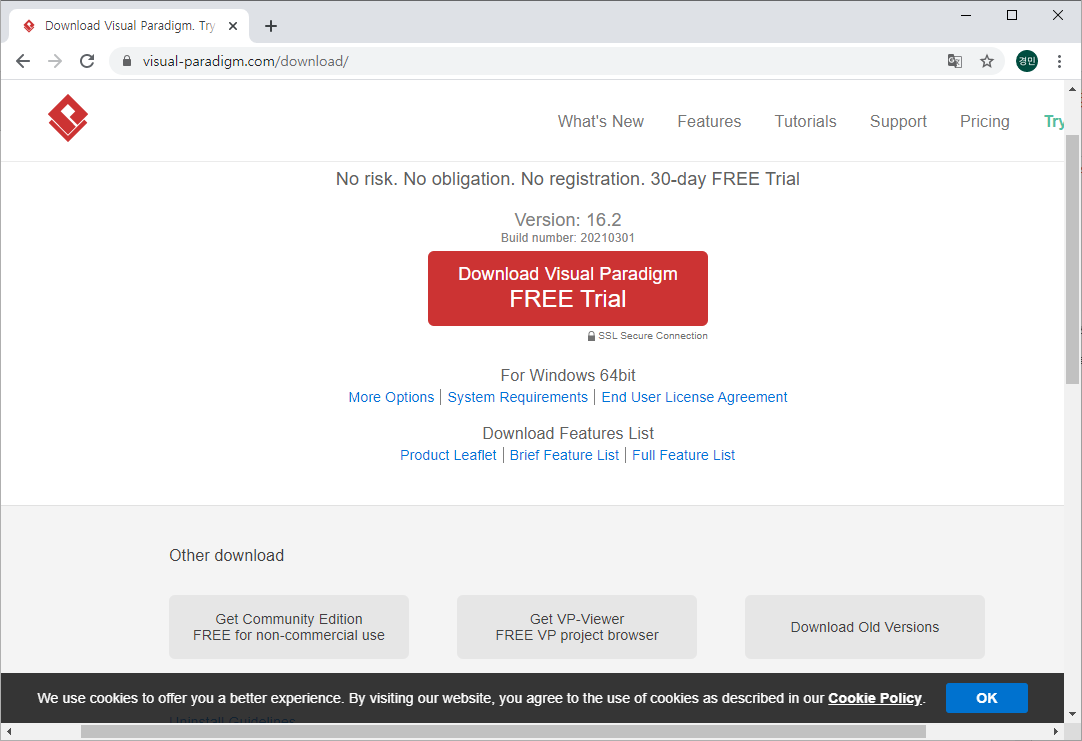 Download Visual Paradigm. Try
visual-paradigm.com/download/
경민
What's New Features Tutorials Support Pricing Try
No risk. No obligation. No registration. 30-day FREE Trial
Version: 16.2
Build number: 20210301
Download Visual Paradigm
FREE Trial
SSL Secure Connection
For Windows 64bit
More Options | System Requirements | End User License Agreement
Download Features List
Product Leaflet | Brief Feature List | Full Feature List
Other download
Get Community Edition
FREE for non-commercial use
Get VP-Viewer
FREE VP project browser
Download Old Versions
We use cookies to offer you a better experience. By visiting our website, you agree to the use of cookies as described in our Cookie Policy.
OK
Uninstall Guidelines